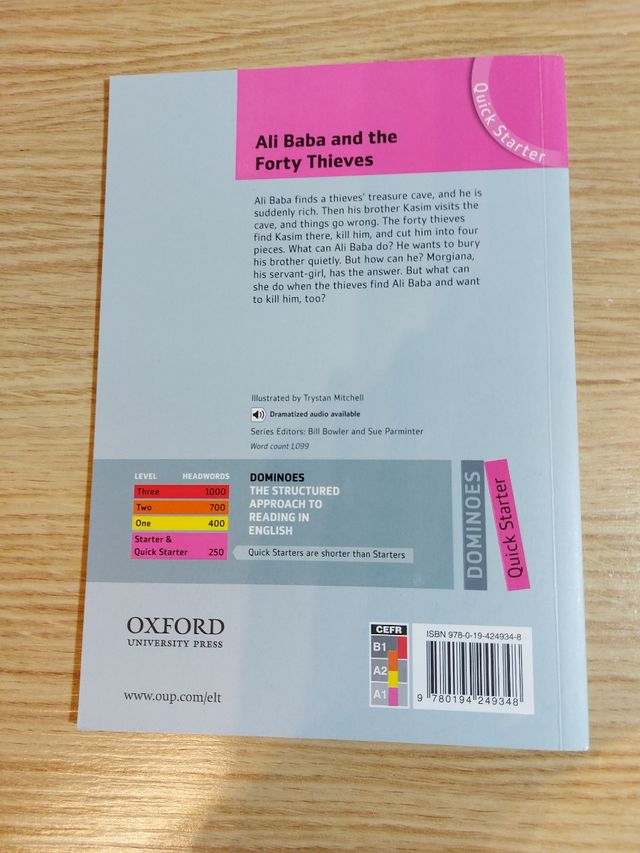 Quick Starter
Ali Baba and the
Forty Thieves
Ali Baba finds a thieves' treasure cave, and he is
suddenly rich. Then his brother Kasim visits the
cave, and things go wrong. The forty thieves
find Kasim there, kill him, and cut him into four
pieces. What can Ali Baba do? He wants to bury
his brother quietly. But how can he? Morgiana,
his servant-girl, has the answer. But what can
she do when the thieves find Ali Baba and want
to kill him, too?
Illustrated by Trystan Mitchell
Dramatized audio available
Series Editors: Bill Bowler and Sue Parminter
Word count 1,099
LEVEL HEADWORDS
Three 1000
Two 700
One 400
Starter &
Quick Starter 250
DOMINOES
THE STRUCTURED
APPROACH TO
READING IN
ENGLISH
Quick Starters are shorter than Starters
DOMINOES
Quick Starter
OXFORD
UNIVERSITY PRESS
www.oup.com/elt
CEFR
B1
A2
A1
ISBN 978-0-19-424934-8
9 780194 249348